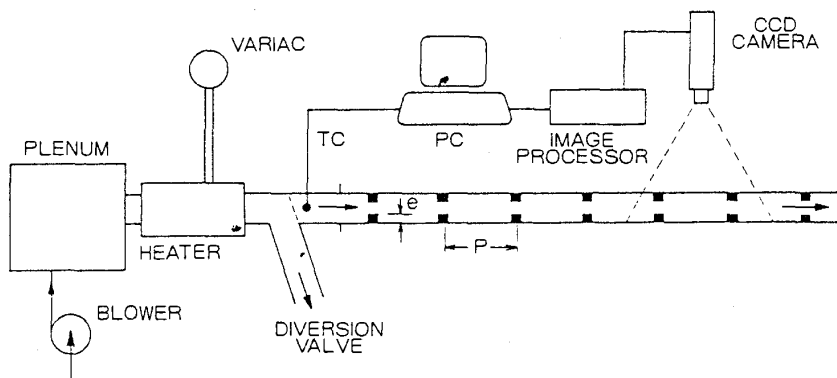 VARIAC
CCD
CAMERA
TC
PC
IMAGE
PROCESSOR
PLENUM
e
P
HEATER
BLOWER
DIVERSION
VALVE